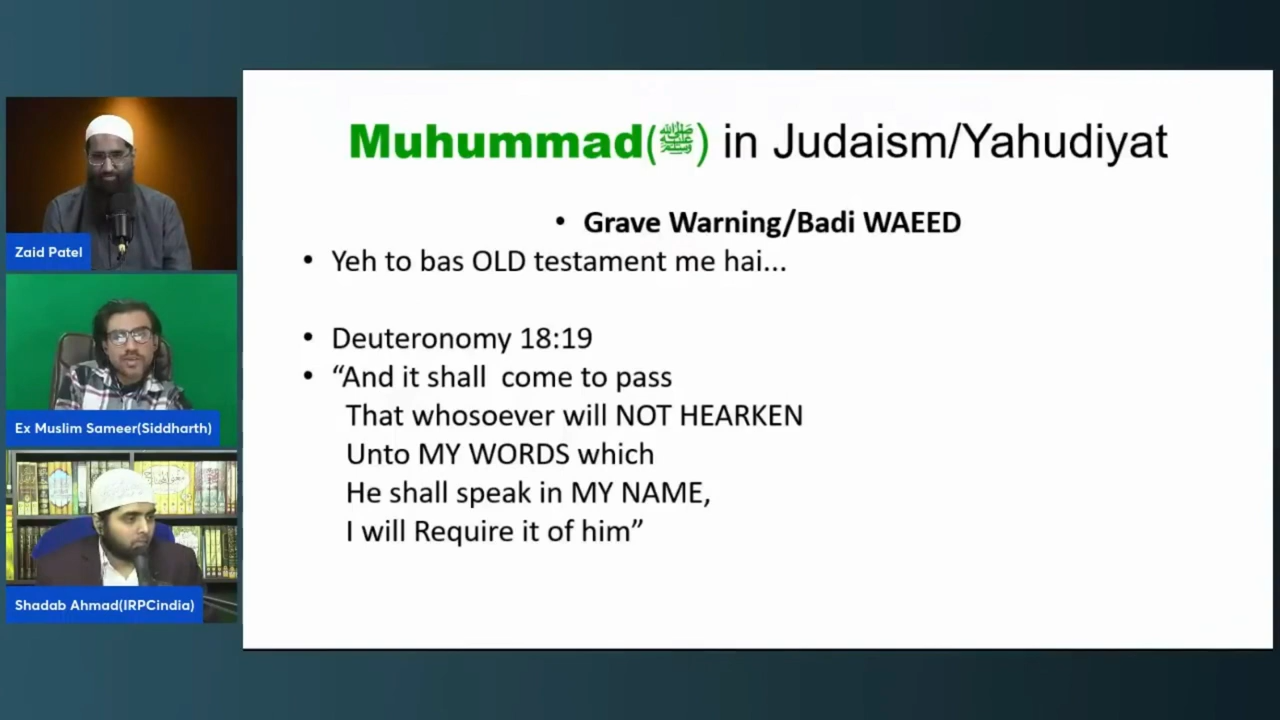 Muhummad(ﷺ) in Judaism/Yahudiyat
• Grave Warning/Badi WAEED
• Yeh to bas OLD testament me hai...
• Deuteronomy 18:19
• “And it shall  come to pass
That whosoever will NOT HEARKEN
Unto MY WORDS which
He shall speak in MY NAME,
I will Require it of him”
Zaid Patel
Ex Muslim Sameer(Siddharth)
Shadab Ahmad(IRPCindia)